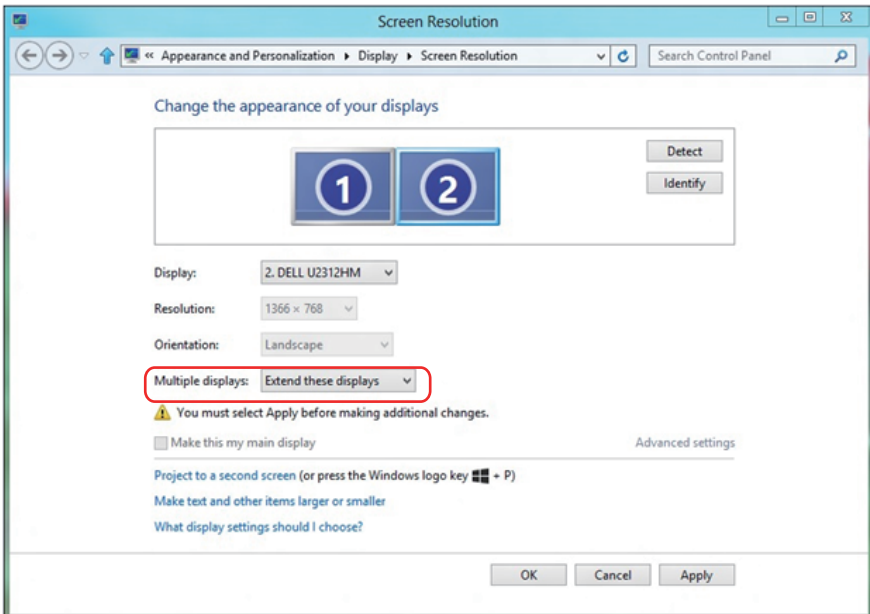 Screen Resolution
« Appearance and Personalization Display Screen Resolution Search Control Panel
Change the appearance of your displays
1 2
Detect
Identify
Display: 2. DELL U2312HM
Resolution: 1366 × 768
Orientation: Landscape
Multiple displays: Extend these displays
You must select Apply before making additional changes.
Make this my main display Advanced settings
Project to a second screen (or press the Windows logo key + P)
Make text and other items larger or smaller
What display settings should I choose?
OK Cancel Apply